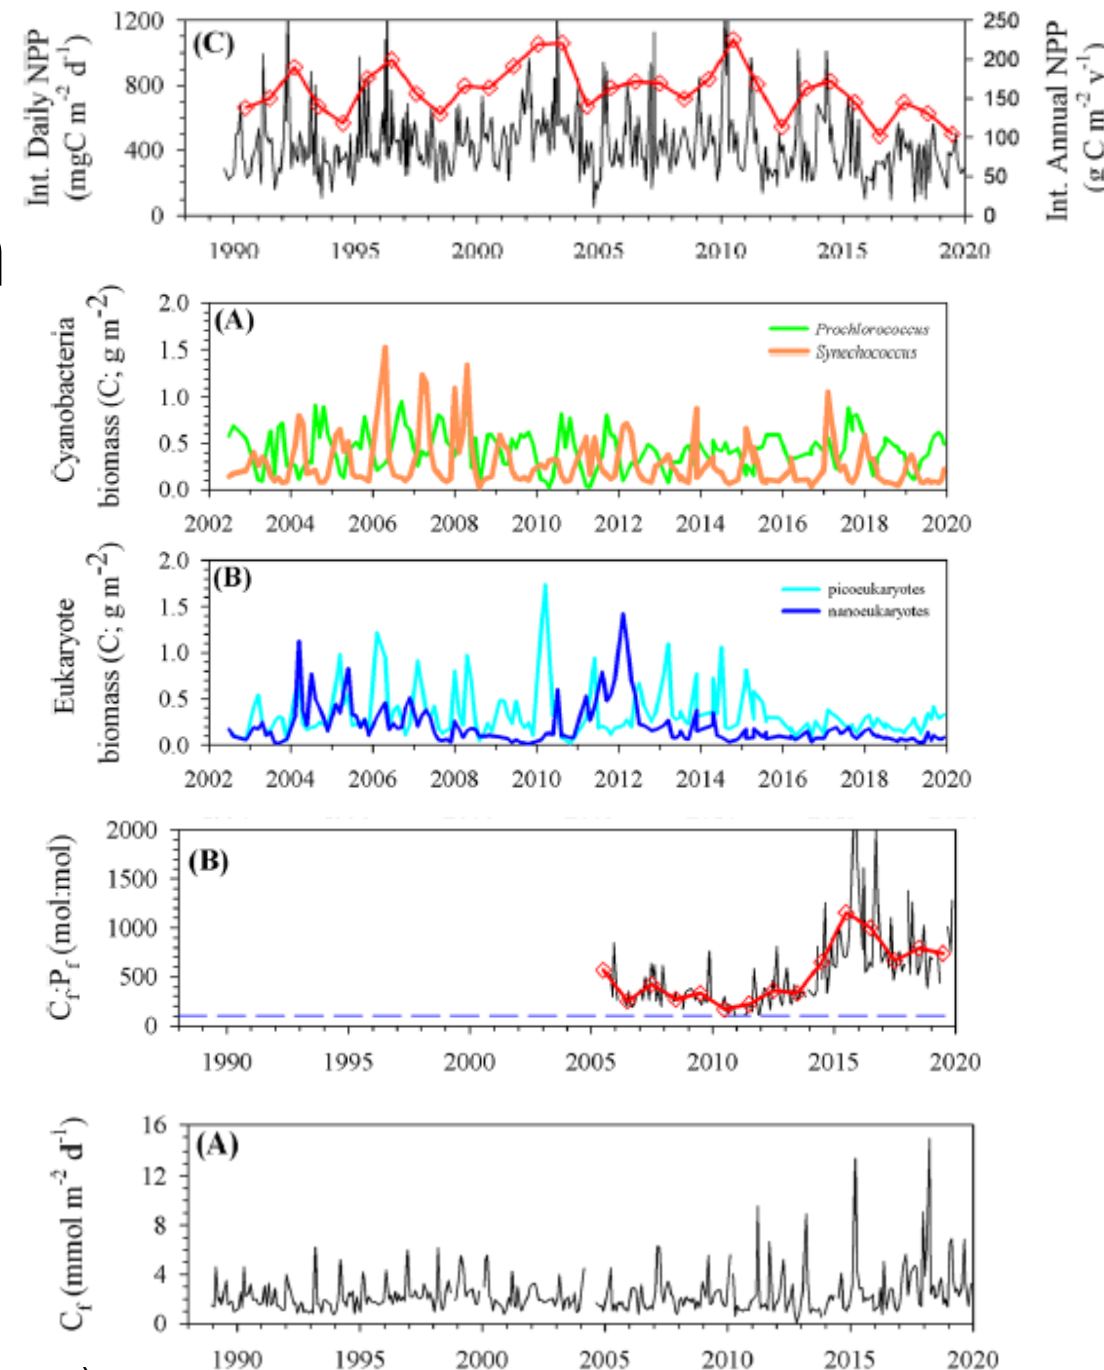 1200
800
400
0
Int. Daily NPP
(mgC m⁻² d⁻¹)
(C)
250
200
150
100
50
0
Int. Annual NPP
(g C m⁻² y⁻¹)
1990 1995 2000 2005 2010 2015 2020
2.0
1.5
1.0
0.5
0.0
Cyanobacteria
biomass (C; g m⁻²)
(A)
Prochlorococcus
Synechococcus
2002 2004 2006 2008 2010 2012 2014 2016 2018 2020
2.0
1.5
1.0
0.5
0.0
Eukaryote
biomass (C; g m⁻²)
(B)
picoeukaryotes
nanoeukaryotes
2002 2004 2006 2008 2010 2012 2014 2016 2018 2020
2000
1500
1000
500
0
C_f:P_f (mol:mol)
(B)
1990 1995 2000 2005 2010 2015 2020
16
12
8
4
0
C_f (mmol m⁻² d⁻¹)
(A)
1990 1995 2000 2005 2010 2015 2020